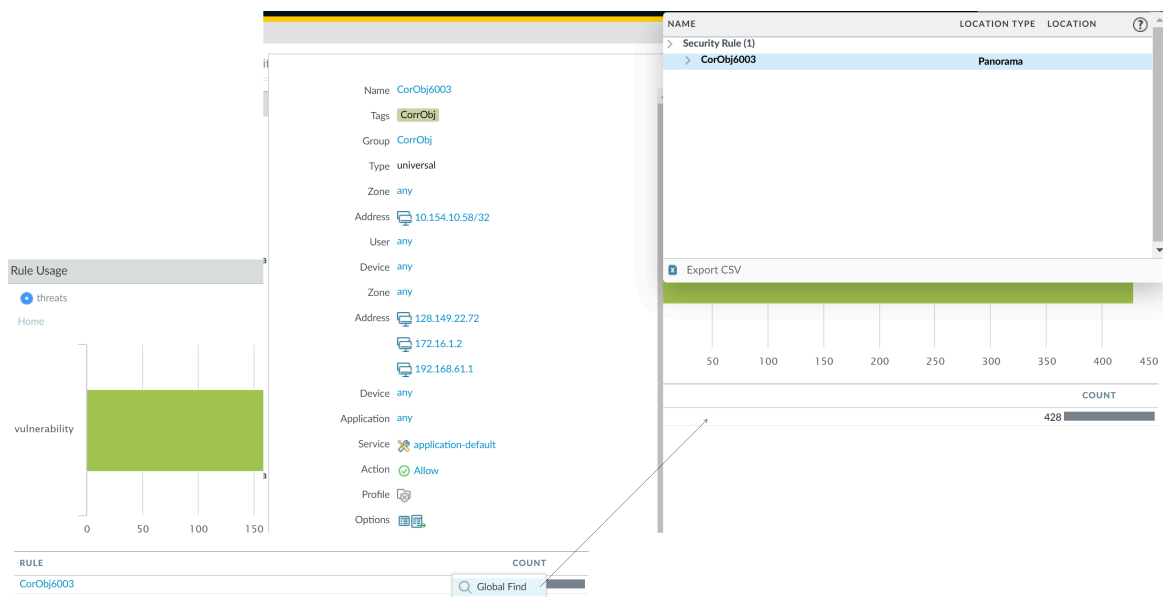 NAME LOCATION TYPE LOCATION ?
Security Rule (1)
CorObj6003 Panorama
Export CSV
if
Name CorObj6003
Tags CorrObj
Group CorrObj
Type universal
Zone any
Address 10.154.10.58/32
User any
Device any
Zone any
Address 128.149.22.72
172.16.1.2
192.168.61.1
Device any
Application any
Service application-default
Action Allow
Profile
Options
a
a
Rule Usage
threats
Home
vulnerability
0 50 100 150
50 100 150 200 250 300 350 400 450
COUNT
428
RULE COUNT
CorObj6003
Global Find